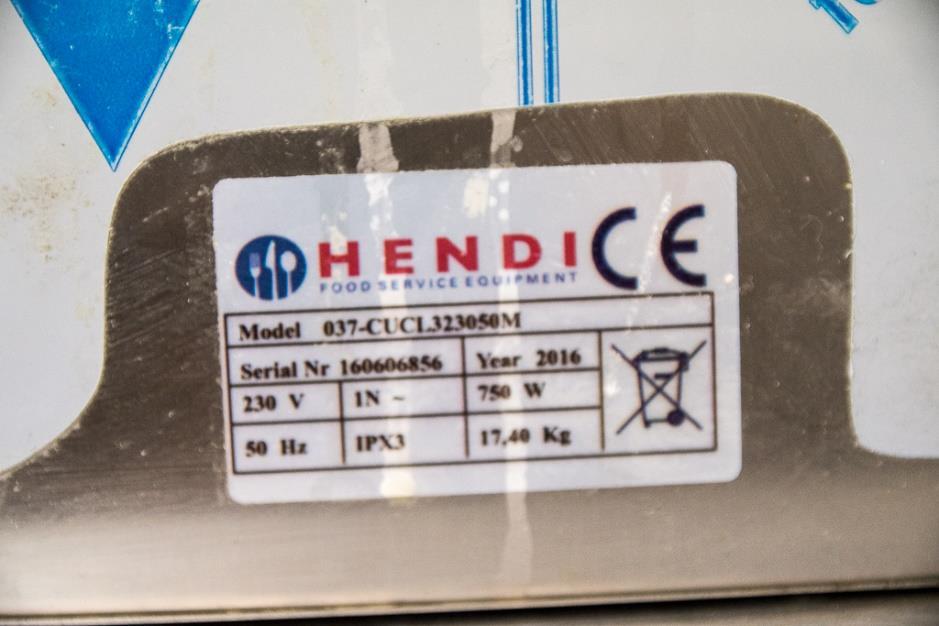 HENDI CE
FOOD SERVICE EQUIPMENT
Model 037-CUCL323050M
Serial Nr 160606856 Year 2016
230 V 1N ~ 750 W
50 Hz IPX3 17,40 Kg